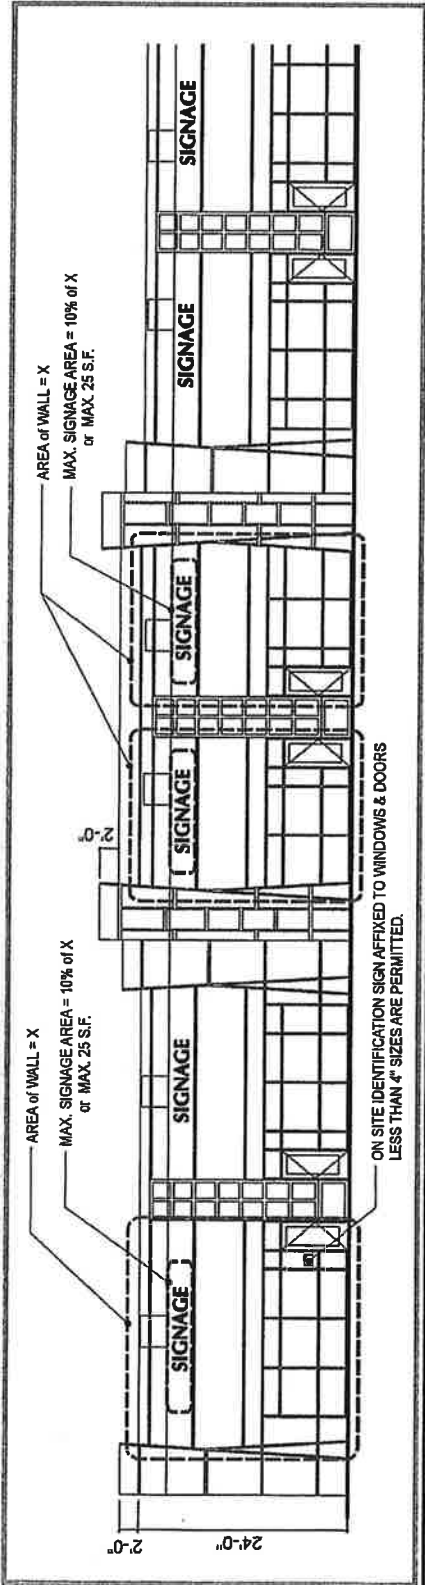 AREA of WALL = X
MAX. SIGNAGE AREA = 10% of X
or MAX. 25 S.F.
AREA of WALL = X
MAX. SIGNAGE AREA = 10% of X
or MAX. 25 S.F.
2'-0"
24'-0"
2'-0"
SIGNAGE
SIGNAGE
SIGNAGE
SIGNAGE
SIGNAGE
SIGNAGE
ON SITE IDENTIFICATION SIGN AFFIXED TO WINDOWS & DOORS
LESS THAN 4" SIZES ARE PERMITTED.